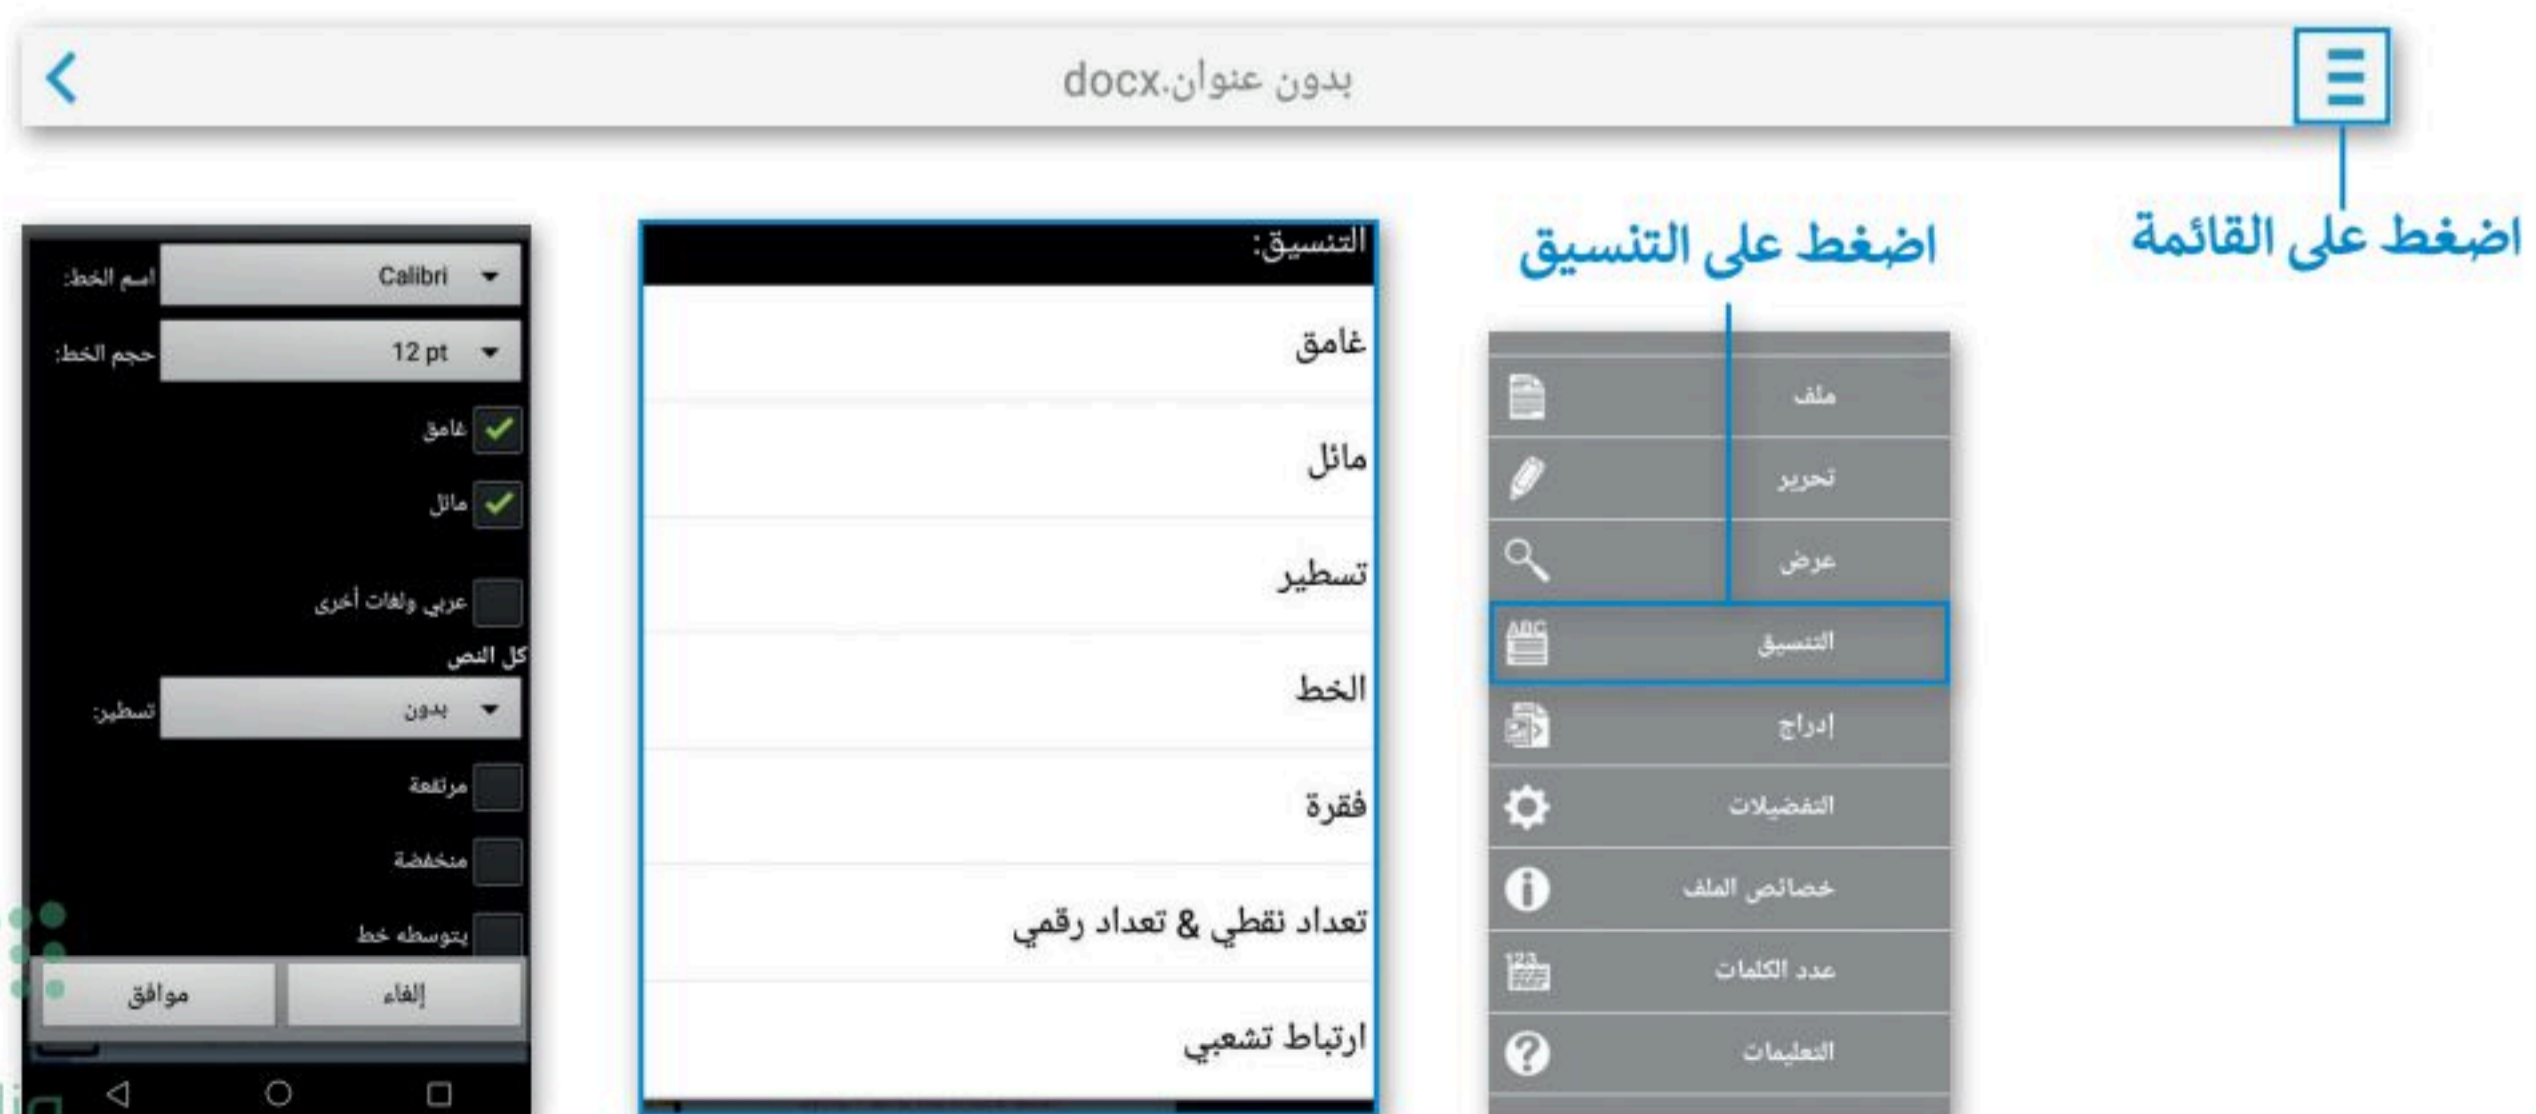 بدون عنوان.docx
اضغط على القائمة
اضغط على التنسيق
ملف
تحرير
عرض
التنسيق
إدراج
التفضيلات
خصائص الملف
عدد الكلمات
التعليمات
التنسيق:
غامق
مائل
تسطير
الخط
فقرة
تعداد نقطي & تعداد رقمي
ارتباط تشعبي
اسم الخط: Calibri
حجم الخط: 12 pt
غامق
مائل
عربي ولغات أخرى
كل النص
تسطير: بدون
مرتفعة
منخفضة
يتوسطه خط
إلغاء موافق